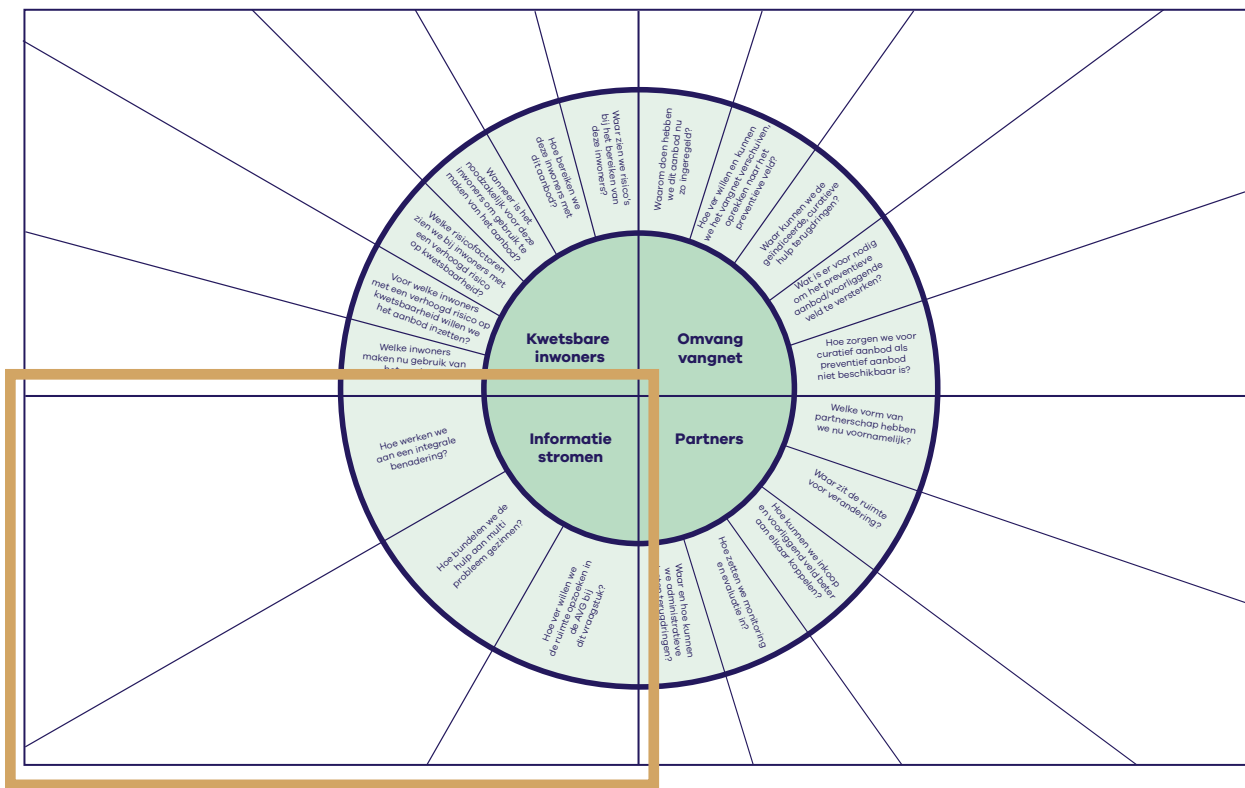 Kwetsbare
inwoners
Welke inwoners
maken nu gebruik van
Voor welke inwoners
met een verhoogd risico op
kwetsbaarheid willen we
het aanbod inzetten?
Welke risicofactoren
zien we bij inwoners met
een verhoogd risico
op kwetsbaarheid?
Wanneer is het
noodzakelijk voor deze
inwoners om gebruik te
maken van het aanbod?
Hoe bereiken we
deze inwoners met
dit aanbod?
Waar zien we risico's
bij het bereiken van
deze inwoners?
Omvang
vangnet
Waarom doen hebben
we dit aanbod nu
zo ingeregeld?
Hoe ver willen en kunnen
we het vangnet verschuiven,
oprekken naar het
preventieve veld?
Waar kunnen we de
geïndiceerde, curatieve
hulp terugdringen?
Wat is er voor nodig
om het preventieve
aanbod/voorliggende
veld te versterken?
Hoe zorgen we voor
curatief aanbod als
preventief aanbod
niet beschikbaar is?
Partners
Welke vorm van
partnerschap hebben
we nu voornamelijk?
Waar zit de ruimte
voor verandering?
Hoe kunnen we inkoop
en voorliggend veld beter
aan elkaar koppelen?
Hoe zetten we monitoring
en evaluatie in?
Waar en hoe kunnen
we administratieve
terugdringen?
Informatie
stromen
Hoe ver willen we
de ruimte opzoeken in
de AVG bij
dit vraagstuk?
Hoe bundelen we de
hulp aan multi
probleem gezinnen?
Hoe werken we
aan een integrale
benadering?